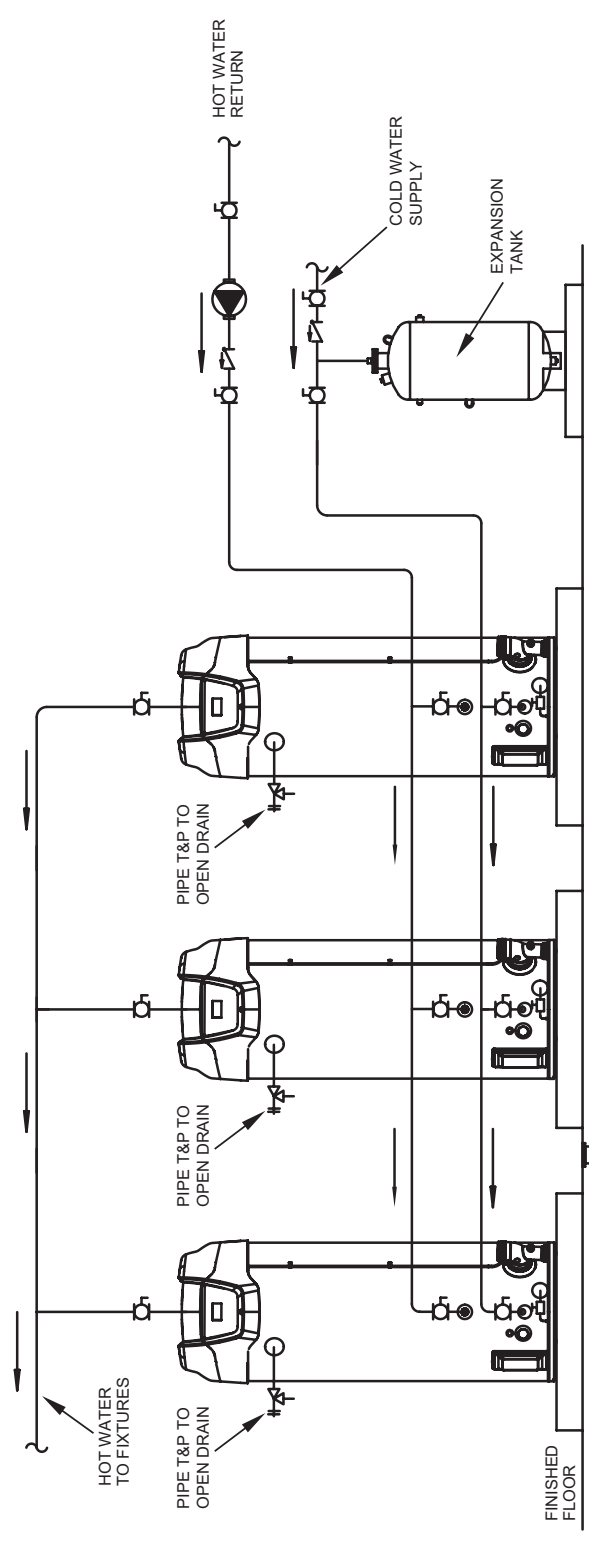 HOT WATER
TO FIXTURES
PIPE T&P TO
OPEN DRAIN
PIPE T&P TO
OPEN DRAIN
PIPE T&P TO
OPEN DRAIN
HOT WATER
RETURN
COLD WATER
SUPPLY
EXPANSION
TANK
FINISHED
FLOOR